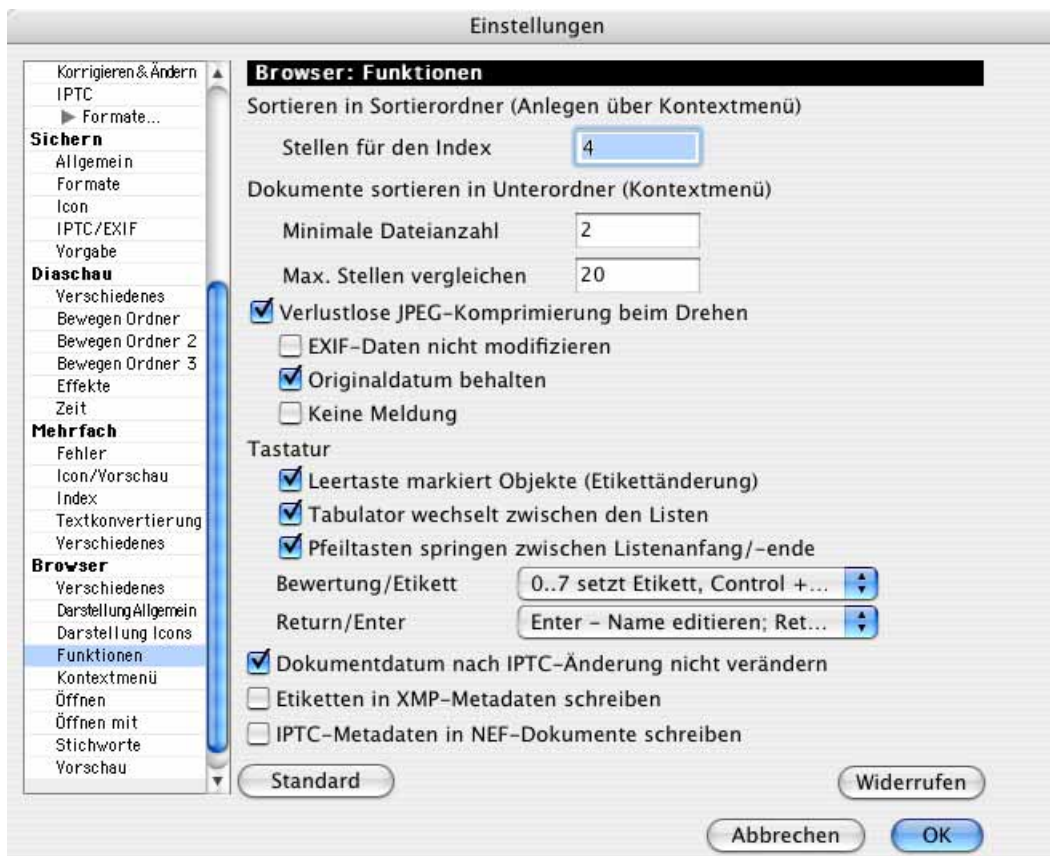 Einstellungen
Korrigieren & Ändern
IPTC
Formate...
Sichern
Allgemein
Formate
Icon
IPTC/EXIF
Vorgabe
Diaschau
Verschiedenes
Bewegen Ordner
Bewegen Ordner 2
Bewegen Ordner 3
Effekte
Zeit
Mehrfach
Fehler
Icon/Vorschau
Index
Textkonvertierung
Verschiedenes
Browser
Verschiedenes
Darstellung Allgemein
Darstellung Icons
Funktionen
Kontextmenü
Öffnen
Öffnen mit
Stichworte
Vorschau
Browser: Funktionen
Sortieren in Sortierordner (Anlegen über Kontextmenü)
Stellen für den Index 4
Dokumente sortieren in Unterordner (Kontextmenü)
Minimale Dateianzahl 2
Max. Stellen vergleichen 20
Verlustlose JPEG-Komprimierung beim Drehen
EXIF-Daten nicht modifizieren
Originaldatum behalten
Keine Meldung
Tastatur
Leertaste markiert Objekte (Etikettänderung)
Tabulator wechselt zwischen den Listen
Pfeiltasten springen zwischen Listenanfang/-ende
Bewertung/Etikett 0..7 setzt Etikett, Control +...
Return/Enter Enter – Name editieren; Ret...
Dokumentdatum nach IPTC-Änderung nicht verändern
Etiketten in XMP-Metadaten schreiben
IPTC-Metadaten in NEF-Dokumente schreiben
Standard
Widerrufen
Abbrechen
OK